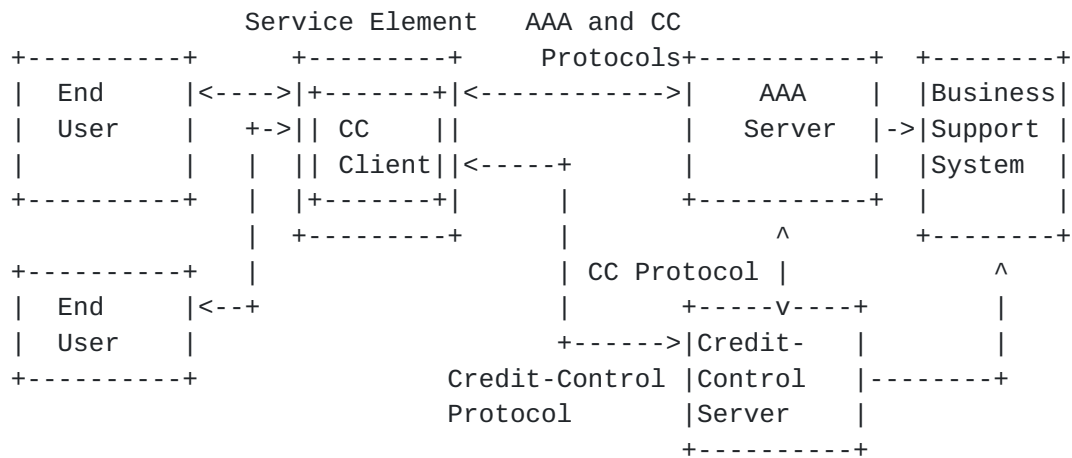 Service Element   AAA and CC
Protocols
End AAA Business
User CC Server Support
Client System
CC Protocol
End
User Credit-
Credit-Control Control
Protocol Server